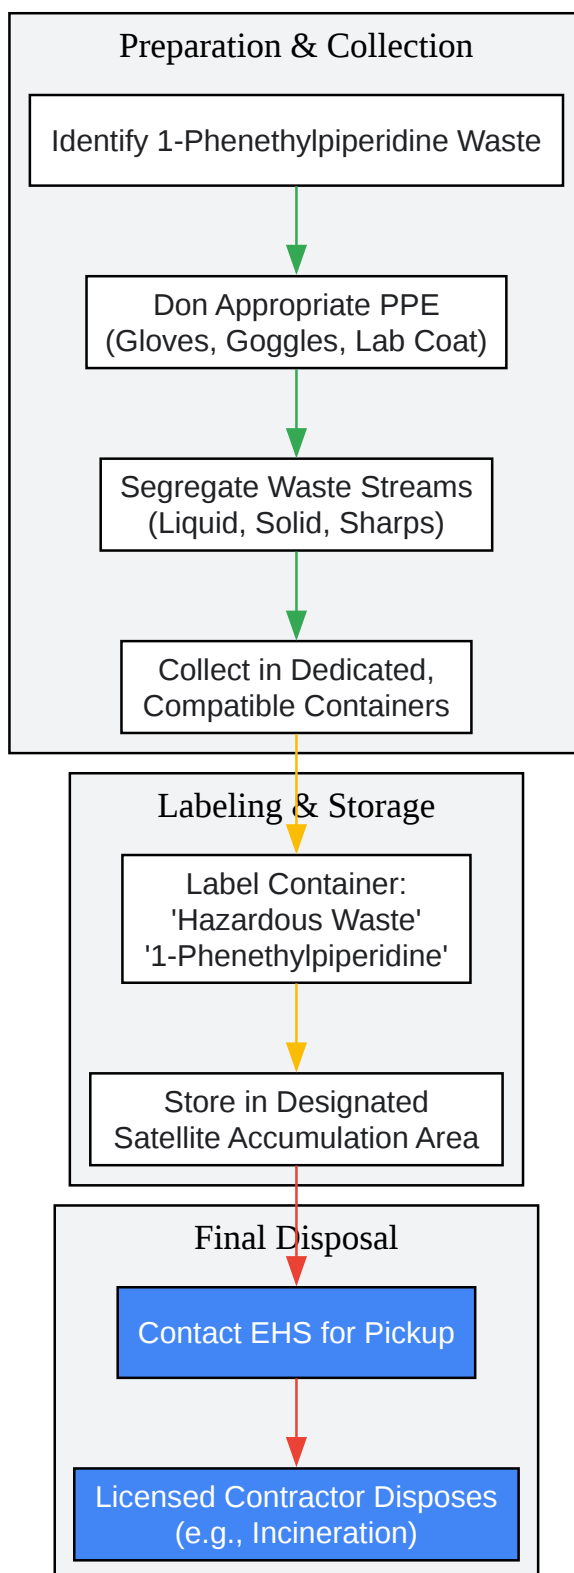 Preparation & Collection
Identify 1-Phenethylpiperidine Waste
Don Appropriate PPE
(Gloves, Goggles, Lab Coat)
Segregate Waste Streams
(Liquid, Solid, Sharps)
Collect in Dedicated,
Compatible Containers
Labeling & Storage
Label Container:
'Hazardous Waste'
'1-Phenethylpiperidine'
Store in Designated
Satellite Accumulation Area
Final Disposal
Contact EHS for Pickup
Licensed Contractor Disposes
(e.g., Incineration)